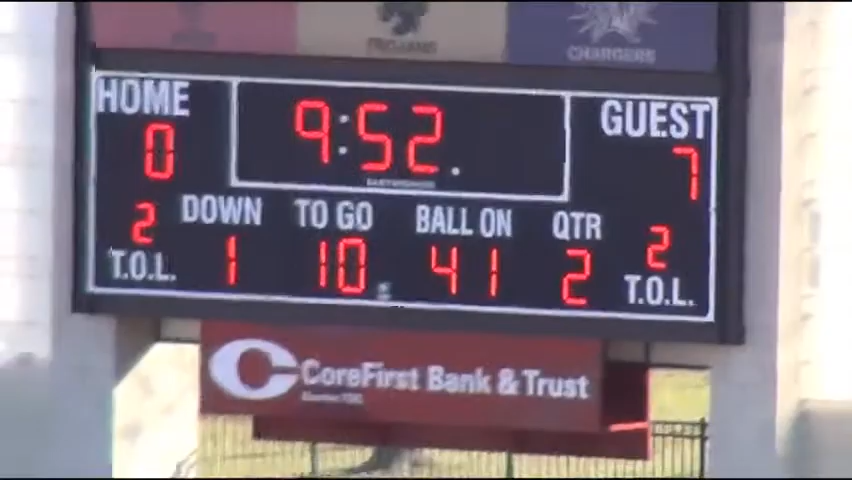 TROJANS
CHARGERS
HOME 9:52 GUEST
0 7
DOWN TO GO BALL ON QTR
2 1 10 41 2 2
T.O.L. T.O.L.
CoreFirst Bank & Trust